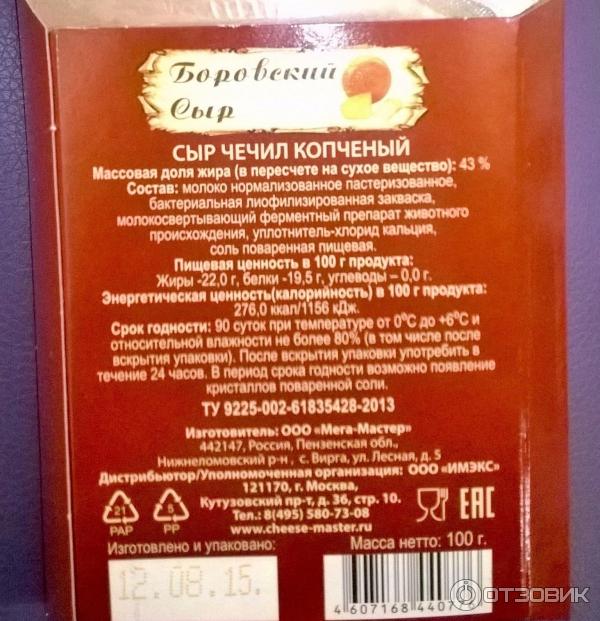 Боровский
Сыр
СЫР ЧЕЧИЛ КОПЧЕНЫЙ
Массовая доля жира (в пересчете на сухое вещество): 43 %
Состав: молоко нормализованное пастеризованное,
бактериальная лиофилизированная закваска,
молокосвертывающий ферментный препарат животного
происхождения, уплотнитель-хлорид кальция,
соль поваренная пищевая.
Пищевая ценность в 100 г продукта:
Жиры -22,0 г, белки -19,5 г, углеводы – 0,0 г.
Энергетическая ценность(калорийность) в 100 г продукта:
276,0 ккал/1156 кДж.
Срок годности: 90 суток при температуре от 0°С до +6°С и
относительной влажности не более 80% (в том числе после
вскрытия упаковки). После вскрытия упаковки употребить в
течение 24 часов. В период срока годности возможно появление
кристаллов поваренной соли.
ТУ 9225-002-61835428-2013
Изготовитель: ООО «Мега-Мастер»
442147, Россия, Пензенская обл.,
Нижнеломовский р-н , с. Вирга, ул. Лесная, д. 5
Дистрибьютор/Уполномоченная организация: ООО «ИМЭКС»
121170, г. Москва,
Кутузовский пр-т, д. 36, стр. 10.
Тел.: 8(495) 580-73-08
www.cheese-master.ru
21
PAP
5
PP
EAC
Изготовлено и упаковано:
Масса нетто: 100 г.
12.08.15.
4 607168 4407
ОТЗОВИК